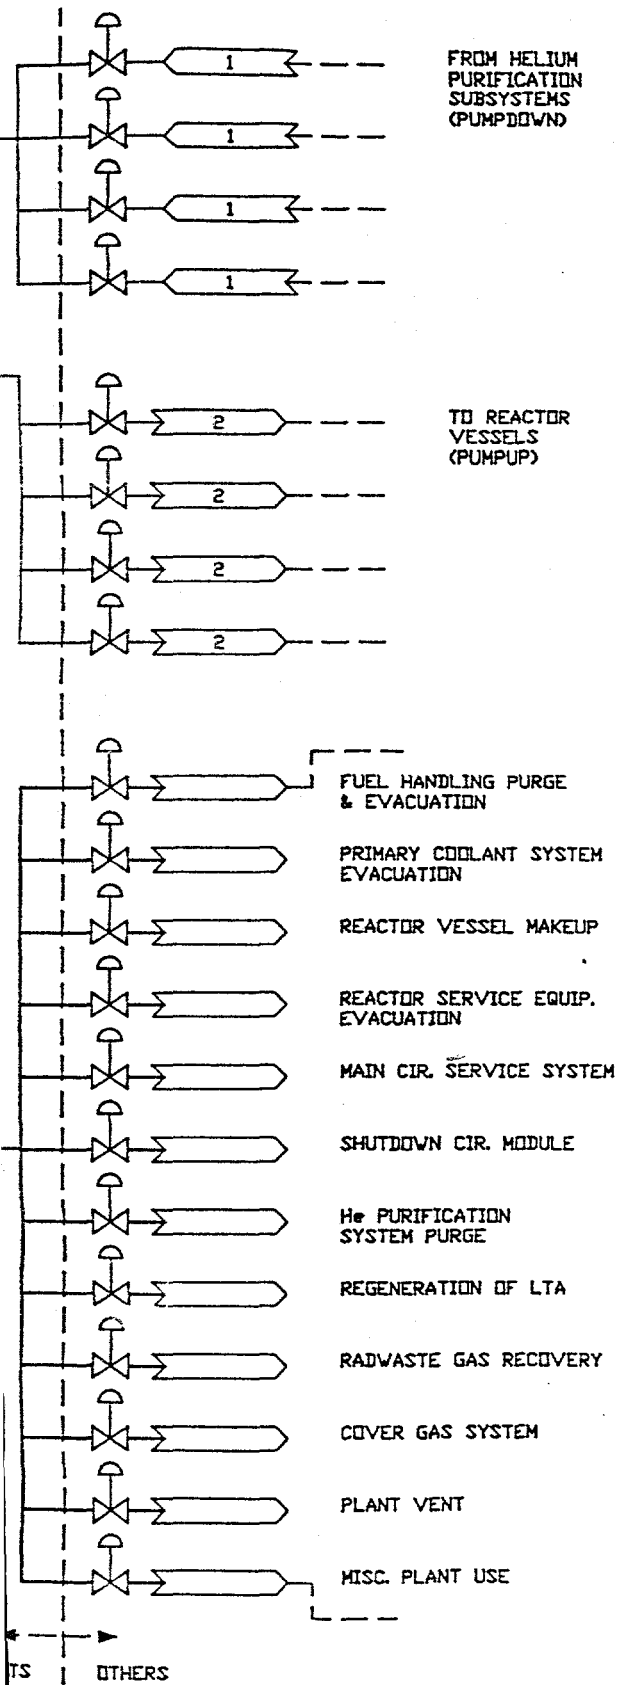 1
FROM HELIUM
PURIFICATION
SUBSYSTEMS
(PUMPDOWN)
1
1
1
2
TO REACTOR
VESSELS
(PUMPUP)
2
2
2
FUEL HANDLING PURGE
& EVACUATION
PRIMARY COOLANT SYSTEM
EVACUATION
REACTOR VESSEL MAKEUP
REACTOR SERVICE EQUIP.
EVACUATION
MAIN CIR. SERVICE SYSTEM
SHUTDOWN CIR. MODULE
He PURIFICATION
SYSTEM PURGE
REGENERATION OF LTA
RADWASTE GAS RECOVERY
COVER GAS SYSTEM
PLANT VENT
MISC. PLANT USE
TS OTHERS